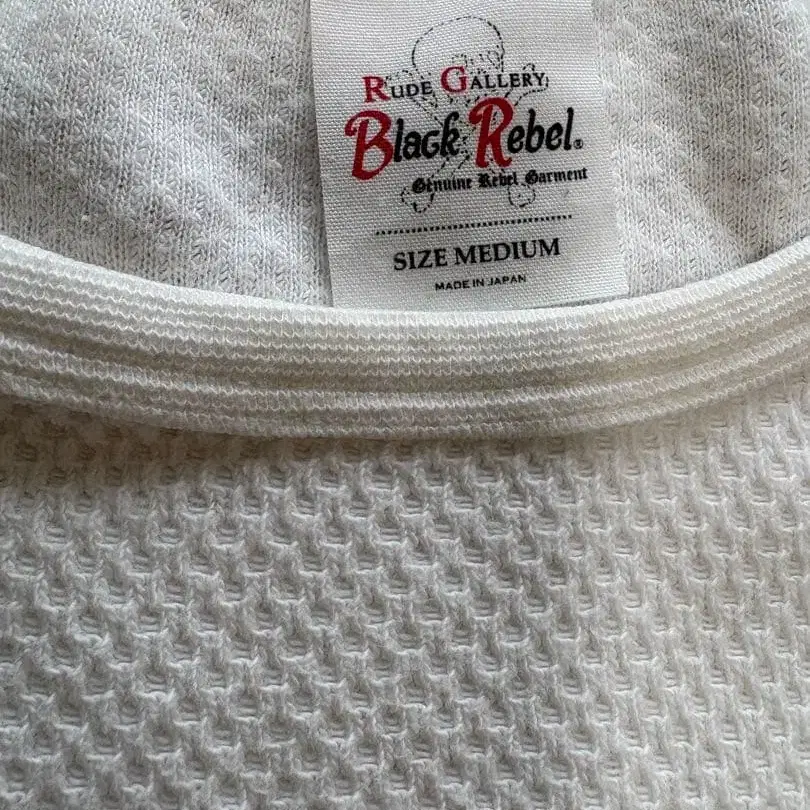 RUDE GALLERY
Black Rebel®
Genuine Rebel Garment
SIZE MEDIUM
MADE IN JAPAN